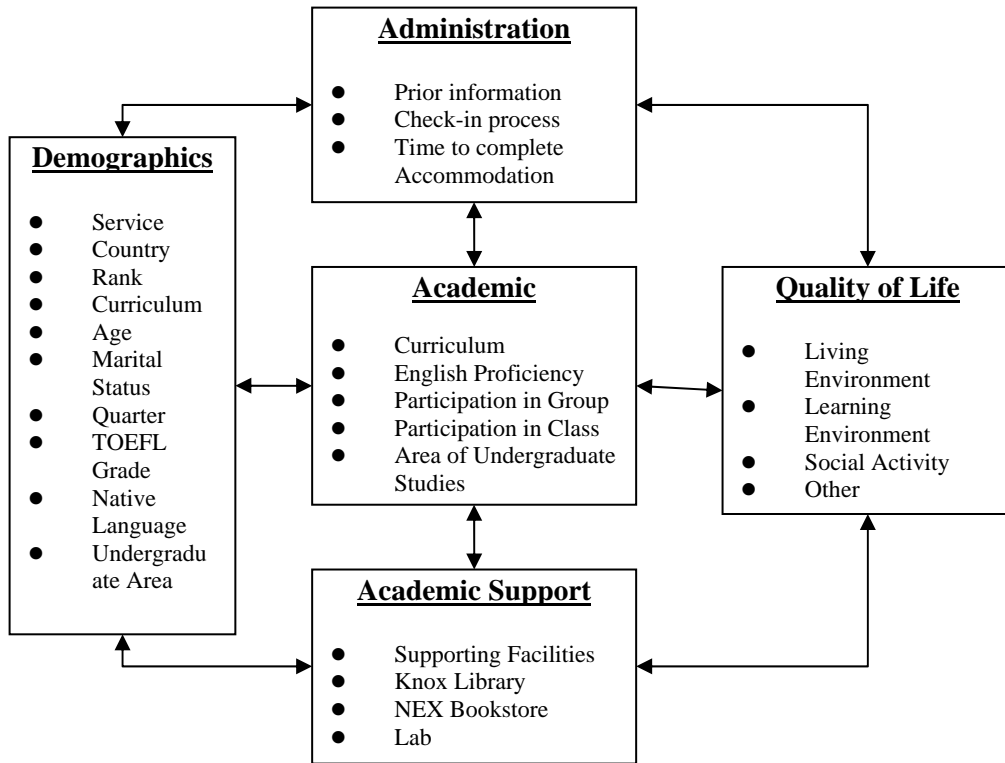 Administration
● Prior information
● Check-in process
● Time to complete
Accommodation
Demographics
● Service
● Country
● Rank
● Curriculum
● Age
● Marital
Status
● Quarter
● TOEFL
Grade
● Native
Language
● Undergradu
ate Area
Academic
● Curriculum
● English Proficiency
● Participation in Group
● Participation in Class
● Area of Undergraduate
Studies
Quality of Life
● Living
Environment
● Learning
Environment
● Social Activity
● Other
Academic Support
● Supporting Facilities
● Knox Library
● NEX Bookstore
● Lab